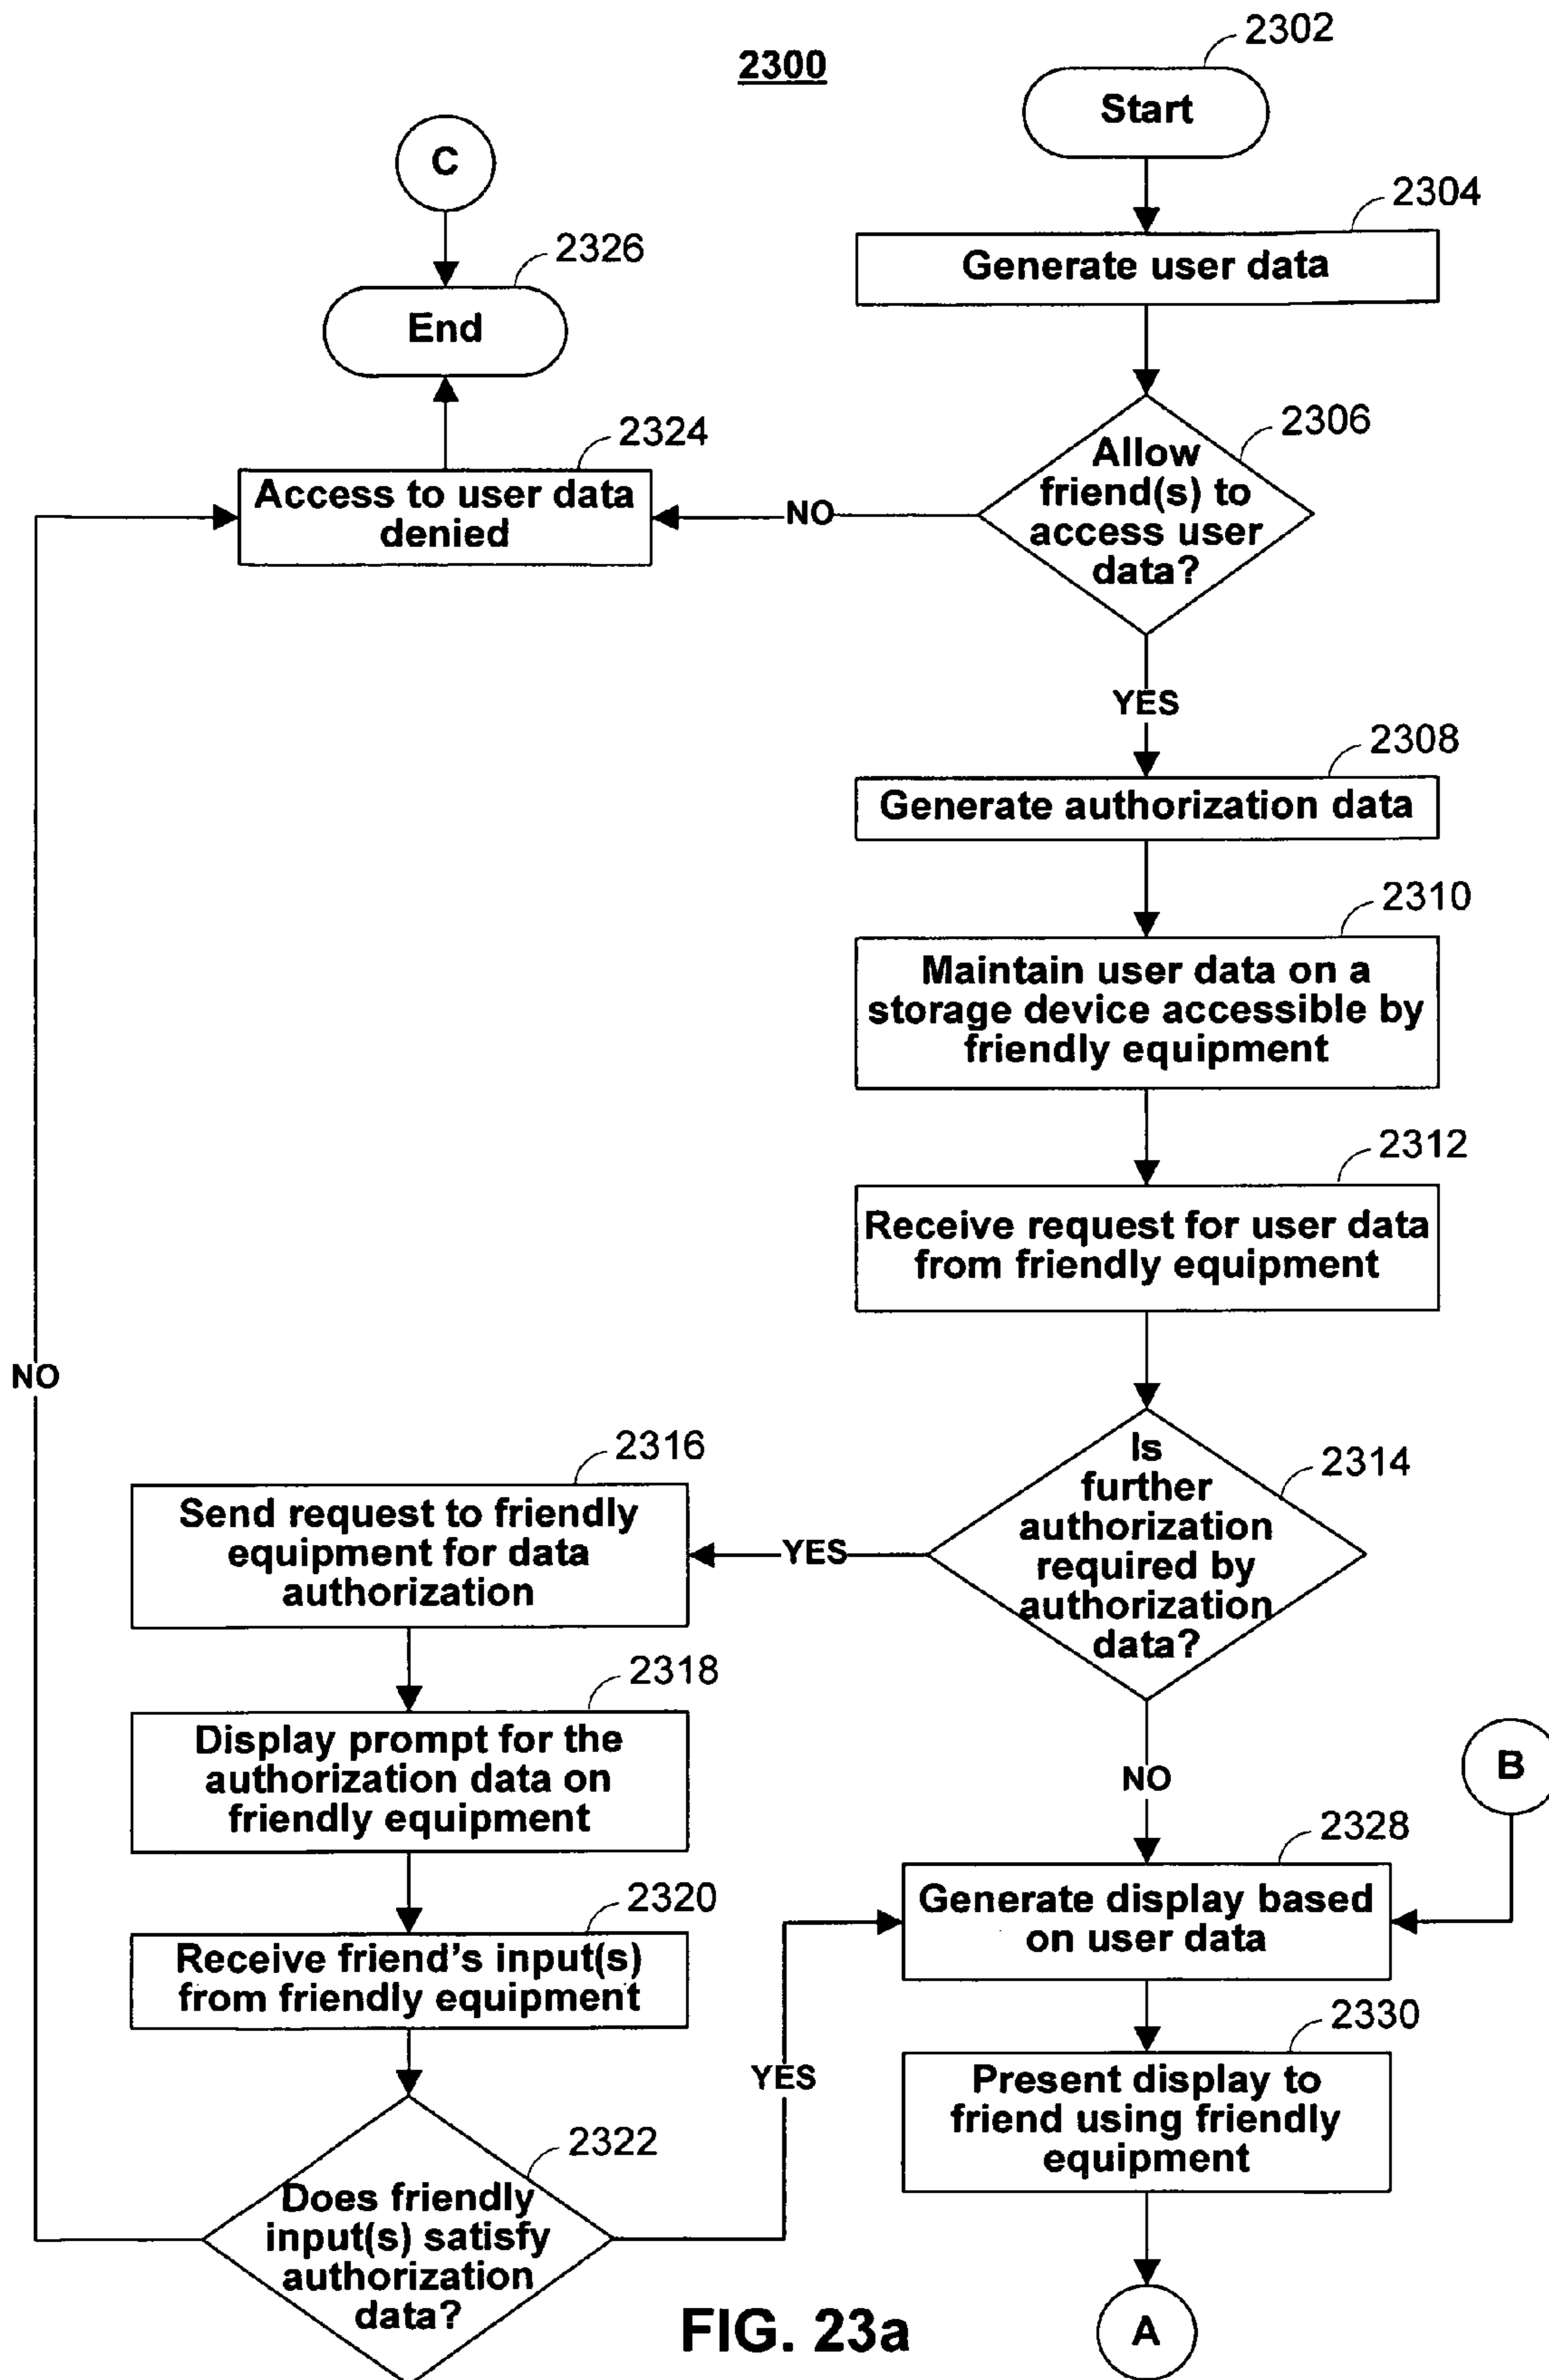 2300
2302
Start
2304
Generate user data
C
2326
End
2306
Allow
friend(s) to
access user
data?
2324
Access to user data
denied
NO
YES
2308
Generate authorization data
2310
Maintain user data on a
storage device accessible by
friendly equipment
2312
Receive request for user data
from friendly equipment
NO
2314
Is
further
authorization
required by
authorization
data?
YES
2316
Send request to friendly
equipment for data
authorization
2318
Display prompt for the
authorization data on
friendly equipment
2320
Receive friend's input(s)
from friendly equipment
2322
Does friendly
input(s) satisfy
authorization
data?
YES
NO
B
2328
Generate display based
on user data
2330
Present display to
friend using friendly
equipment
A
FIG. 23a